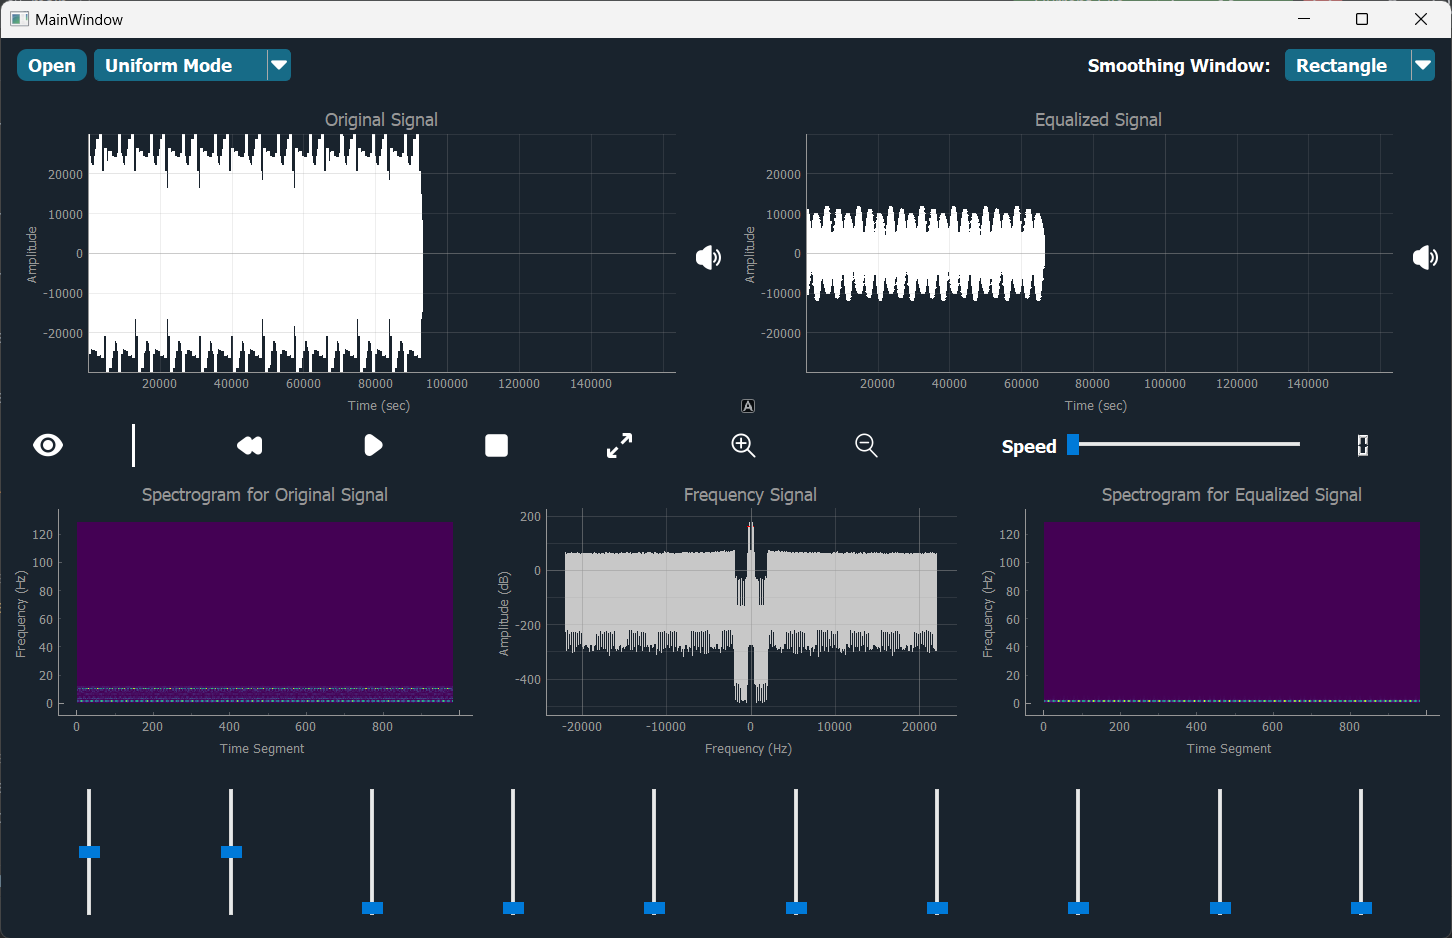 MainWindow
Open Uniform Mode Smoothing Window: Rectangle
Original Signal Equalized Signal
20000 20000
10000 10000
0 0
-10000 -10000
-20000 -20000
Amplitude Amplitude
20000 40000 60000 80000 100000 120000 140000 20000 40000 60000 80000 100000 120000 140000
Time (sec) Time (sec)
A
Speed 0
Spectrogram for Original Signal Frequency Signal Spectrogram for Equalized Signal
120 200 120
100 0 100
80 -200 80
60 -400 60
40 40
20 20
0 0
Frequency (Hz) Amplitude (dB) Frequency (Hz)
0 200 400 600 800 -20000 -10000 0 10000 20000 0 200 400 600 800
Time Segment Frequency (Hz) Time Segment